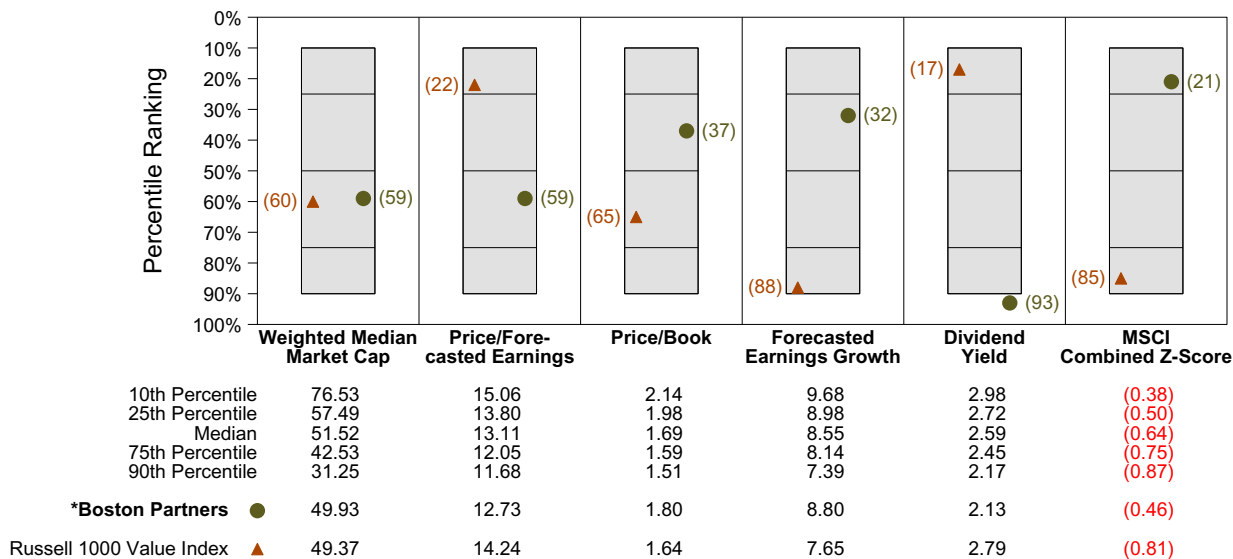 0%
10%
20%
30%
40%
50%
60%
70%
80%
90%
100%
Percentile Ranking
(60)
(59)
(22)
(59)
(65)
(37)
(88)
(32)
(17)
(93)
(85)
(21)
Weighted Median
Market Cap
Price/Fore-
casted Earnings
Price/Book
Forecasted
Earnings Growth
Dividend
Yield
MSCI
Combined Z-Score
10th Percentile 76.53 15.06 2.14 9.68 2.98 (0.38)
25th Percentile 57.49 13.80 1.98 8.98 2.72 (0.50)
Median 51.52 13.11 1.69 8.55 2.59 (0.64)
75th Percentile 42.53 12.05 1.59 8.14 2.45 (0.75)
90th Percentile 31.25 11.68 1.51 7.39 2.17 (0.87)
*Boston Partners 49.93 12.73 1.80 8.80 2.13 (0.46)
Russell 1000 Value Index 49.37 14.24 1.64 7.65 2.79 (0.81)